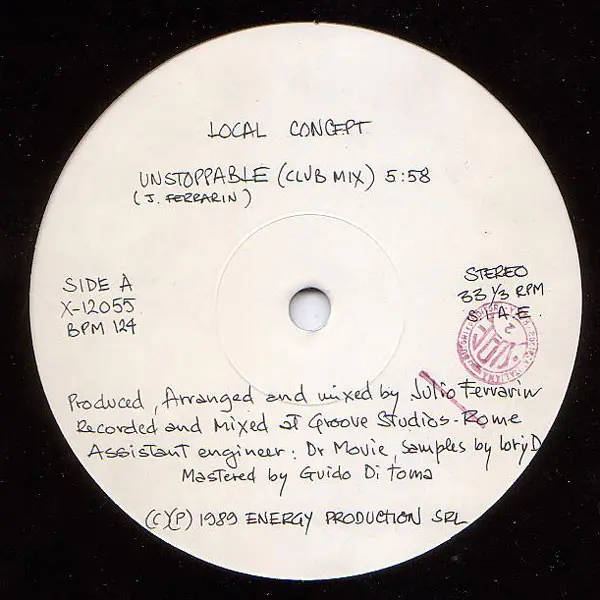 LOCAL CONCEPT
UNSTOPPABLE (CLUB MIX) 5:58
(J. FERRARIN)
SIDE A
X-12055
BPM 124
STEREO
33 1/3 RPM
S.I.A.E.
Produced, Arranged and mixed by Julio Ferrarin
Recorded and Mixed at Groove Studios - Rome
Assistant engineer: Dr Movie, samples by Lory D
Mastered by Guido Di Toma
(C)(P) 1989 ENERGY PRODUCTION SRL